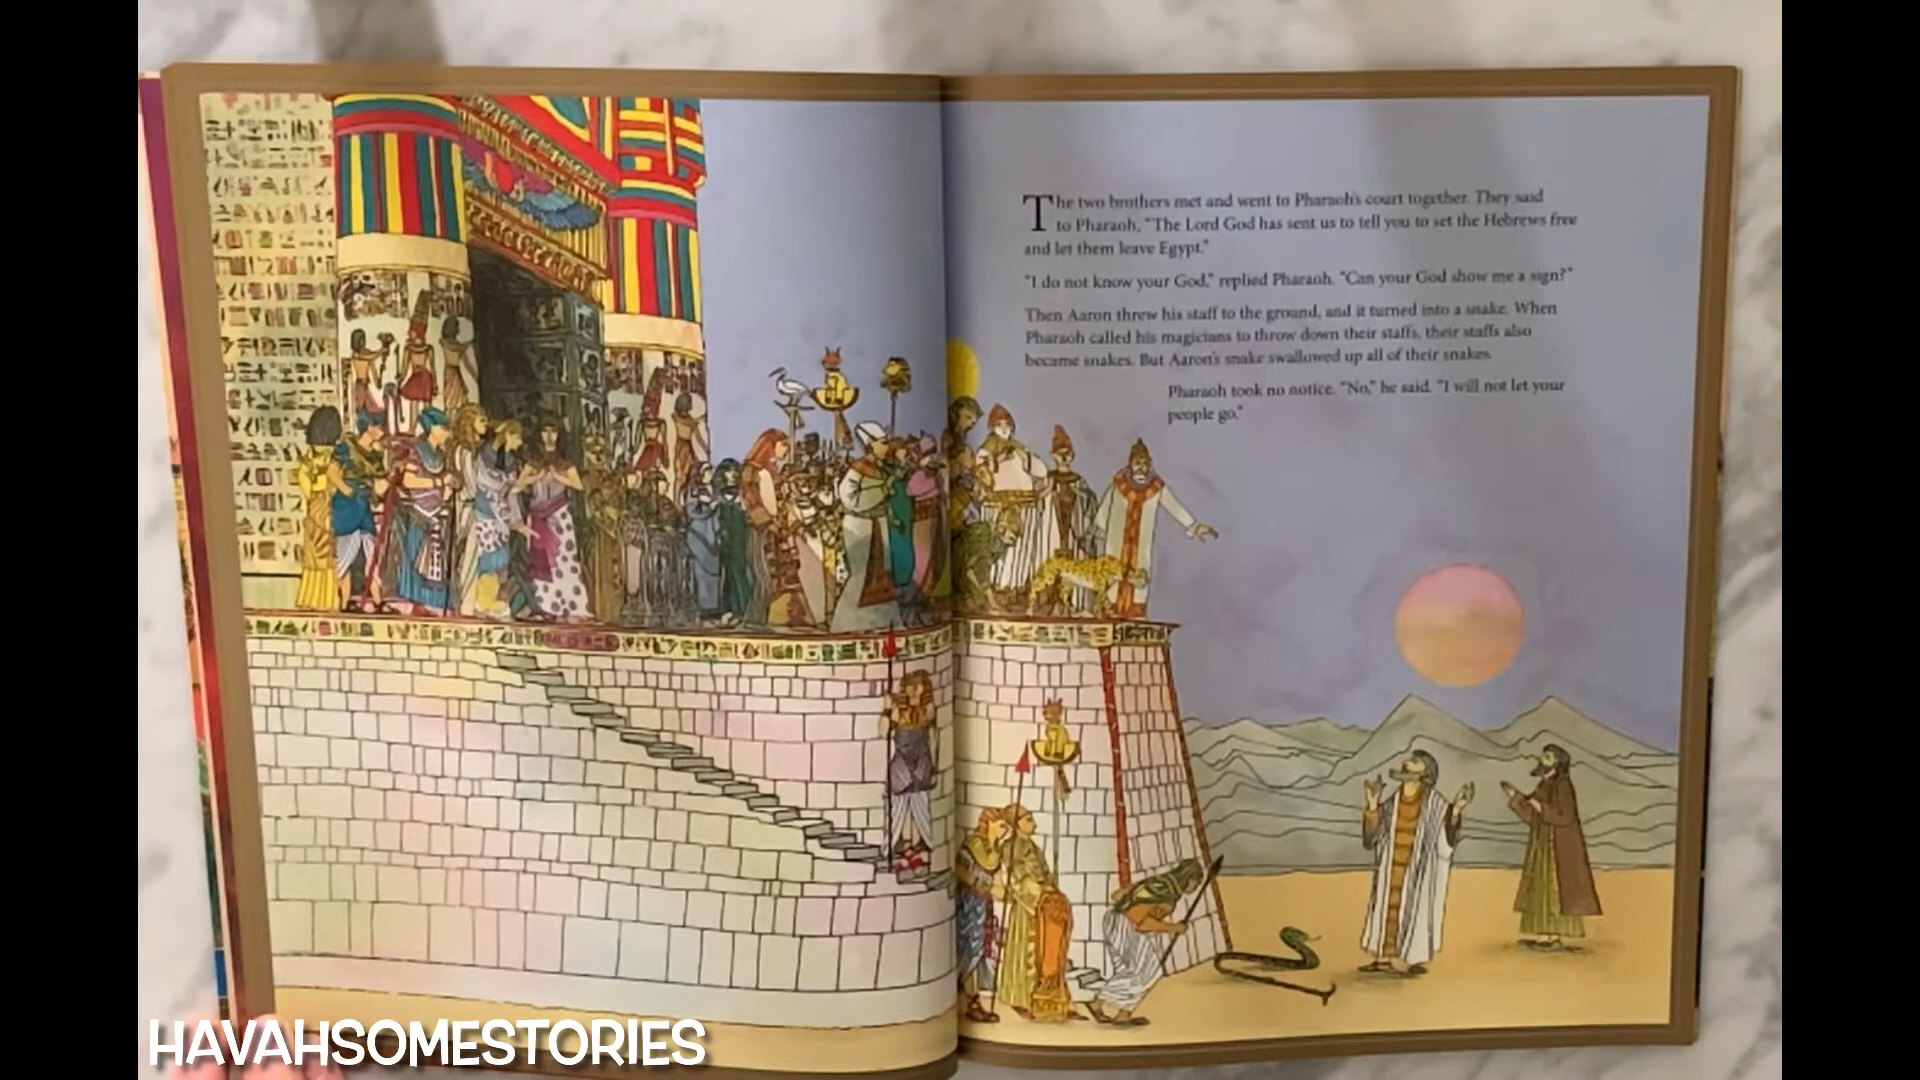 The two brothers met and went to Pharaoh's court together. They said
to Pharaoh, "The Lord God has sent us to tell you to set the Hebrews free
and let them leave Egypt."
"I do not know your God," replied Pharaoh. "Can your God show me a sign?"
Then Aaron threw his staff to the ground, and it turned into a snake. When
Pharaoh called his magicians to throw down their staffs, their staffs also
became snakes. But Aaron's snake swallowed up all of their snakes.
Pharaoh took no notice. "No," he said. "I will not let your
people go."
HAVAHSOMESTORIES